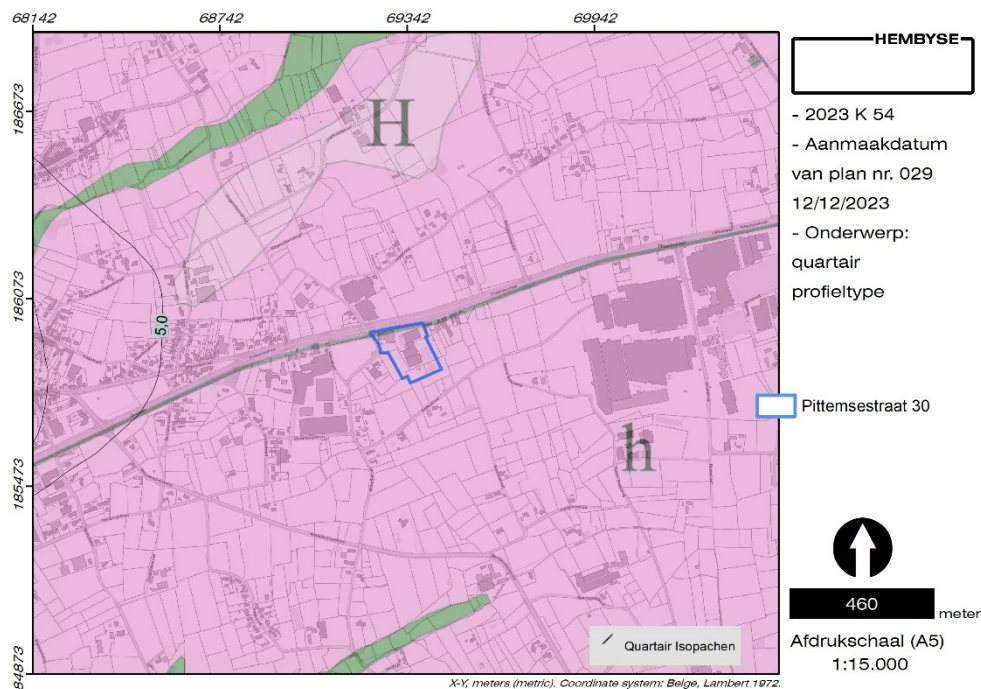 68142 68742 69342 69942
HEMBYSE
186673
H
- 2023 K 54
- Aanmaakdatum
van plan nr. 029
12/12/2023
- Onderwerp:
quartair
profieltype
186073
5,0
Pittemsestraat 30
h
185473
460 meter
Quartair Isopachen
Afdrukschaal (A5)
1:15.000
84873
X-Y, meters (metric). Coordinate system: Belge, Lambert 1972.